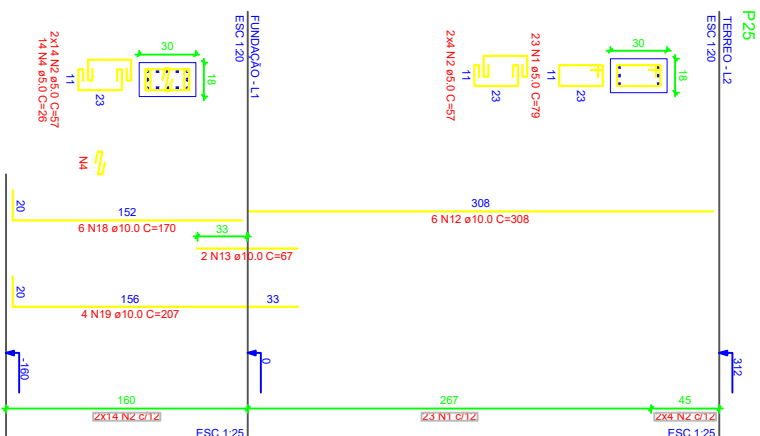 P25
TERREO - L2
ESC 1:20
30
18
11
23
11
23
23 N1 ø5.0 C=79
2x4 N2 ø5.0 C=57
FUNDAÇÃO - L1
ESC 1:20
30
18
11
23
2x14 N2 ø5.0 C=57
14 N4 ø5.0 C=26
N4
308
6 N12 ø10.0 C=308
20
152
6 N18 ø10.0 C=170
33
2 N13 ø10.0 C=67
20
156
33
4 N19 ø10.0 C=207
-160
0
312
160
267
45
2x14 N2 c/12
23 N1 c/12
2x4 N2 c/12
ESC 1:25
ESC 1:25